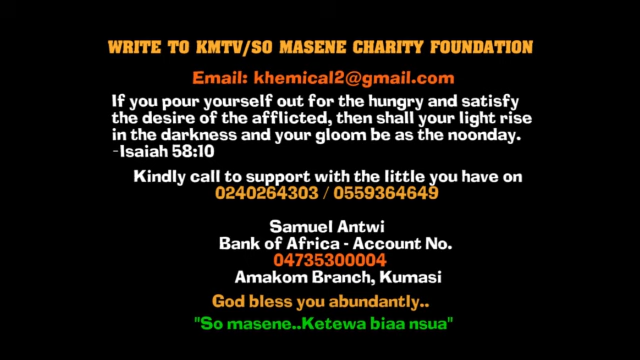 WRITE TO KMTV/SO MASENE CHARITY FOUNDATION
Email: khemical2@gmail.com
If you pour yourself out for the hungry and satisfy
the desire of the afflicted, then shall your light rise
in the darkness and your gloom be as the noonday.
-Isaiah 58:10
Kindly call to support with the little you have on
0240264303 / 0559364649
Samuel Antwi
Bank of Africa - Account No.
04735300004
Amakom Branch, Kumasi
God bless you abundantly..
"So masene..Ketewa biaa nsua"